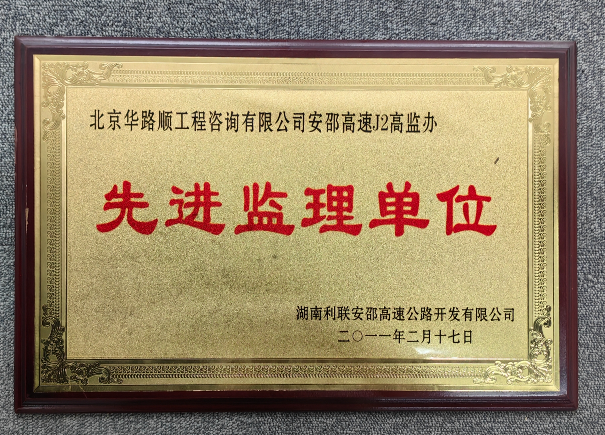 北京华路顺工程咨询有限公司安邵高速J2高监办
先进监理单位
湖南利联安邵高速公路开发有限公司
二〇一一年二月十七日